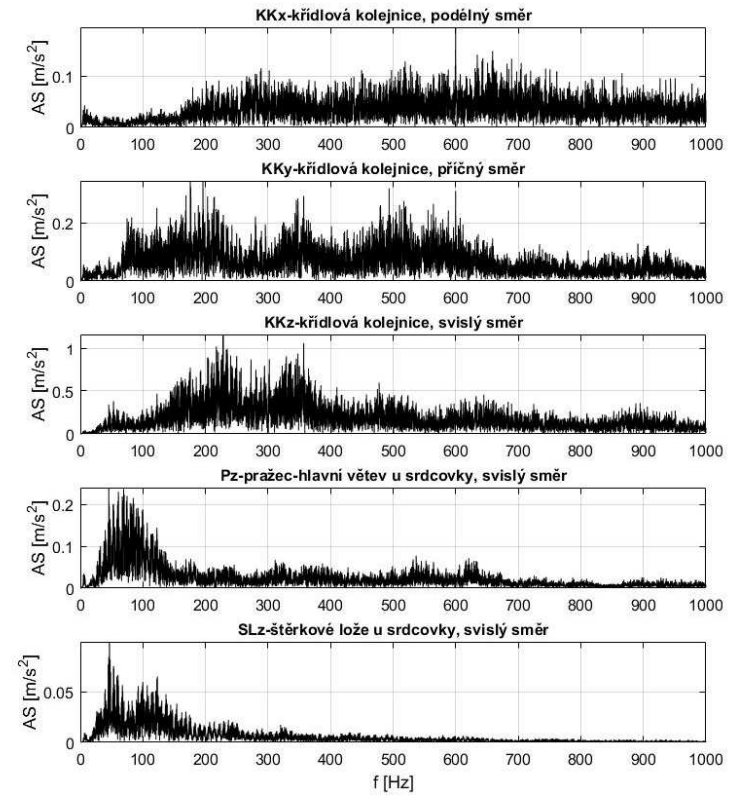 KKx-křídlová kolejnice, podélný směr
AS [m/s²]
0.1
0
0 100 200 300 400 500 600 700 800 900 1000
KKy-křídlová kolejnice, příčný směr
AS [m/s²]
0.2
0
0 100 200 300 400 500 600 700 800 900 1000
KKz-křídlová kolejnice, svislý směr
AS [m/s²]
1
0.5
0
0 100 200 300 400 500 600 700 800 900 1000
Pz-pražec-hlavní větev u srdcovky, svislý směr
AS [m/s²]
0.2
0.1
0
0 100 200 300 400 500 600 700 800 900 1000
SLz-štěrkové lože u srdcovky, svislý směr
AS [m/s²]
0.05
0
0 100 200 300 400 500 600 700 800 900 1000
f [Hz]